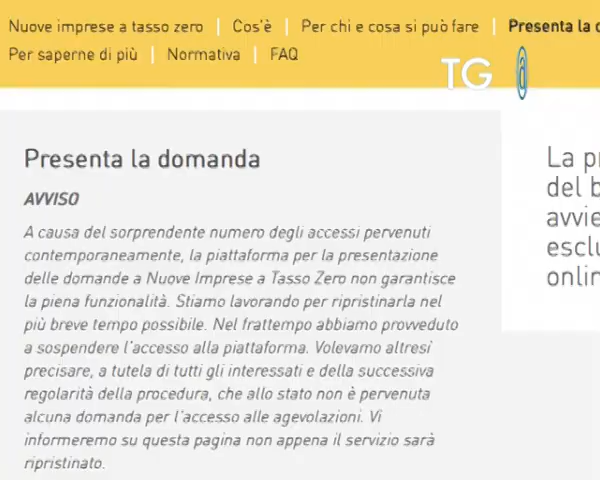 Nuove imprese a tasso zero | Cos'è | Per chi e cosa si può fare | Presenta la
Per saperne di più | Normativa | FAQ
TG
Presenta la domanda
AVVISO
A causa del sorprendente numero degli accessi pervenuti
contemporaneamente, la piattaforma per la presentazione
delle domande a Nuove Imprese a Tasso Zero non garantisce
la piena funzionalità. Stiamo lavorando per ripristinarla nel
più breve tempo possibile. Nel frattempo abbiamo provveduto
a sospendere l'accesso alla piattaforma. Volevamo altresì
precisare, a tutela di tutti gli interessati e della successiva
regolarità della procedura, che allo stato non è pervenuta
alcuna domanda per l'accesso alle agevolazioni. Vi
informeremo su questa pagina non appena il servizio sarà
ripristinato.
La
del